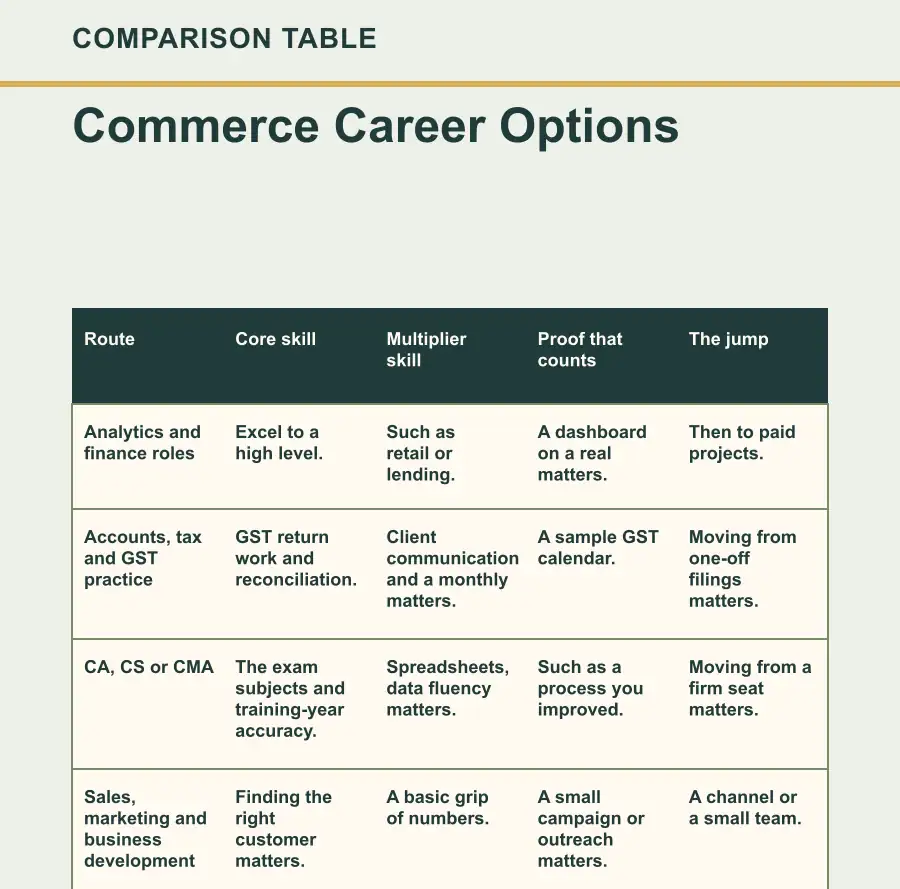 COMPARISON TABLE
Commerce Career Options
Route
Core skill
Multiplier
skill
Proof that
counts
The jump
Analytics and
finance roles
Excel to a
high level.
Such as
retail or
lending.
A dashboard
on a real
matters.
Then to paid
projects.
Accounts, tax
and GST
practice
GST return
work and
reconciliation.
Client
communication
and a monthly
matters.
A sample GST
calendar.
Moving from
one-off
filings
matters.
CA, CS or CMA
The exam
subjects and
training-year
accuracy.
Spreadsheets,
data fluency
matters.
Such as a
process you
improved.
Moving from a
firm seat
matters.
Sales,
marketing and
business
development
Finding the
right
customer
matters.
A basic grip
of numbers.
A small
campaign or
outreach
matters.
A channel or
a small team.